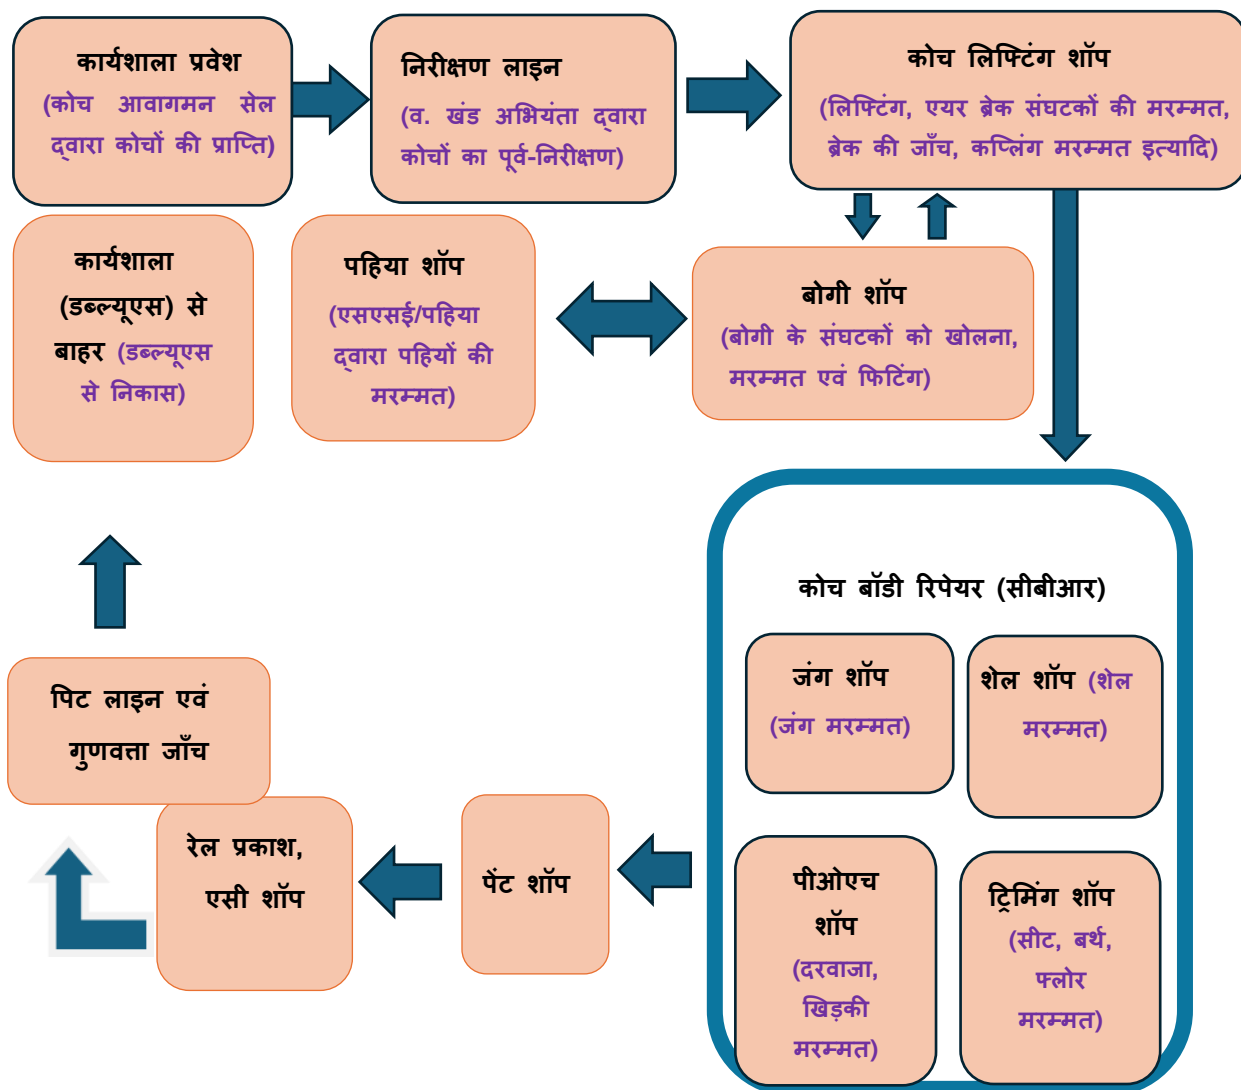 कार्यशाला प्रवेश
(कोच आवागमन सेल
द्वारा कोचों की प्राप्ति)
निरीक्षण लाइन
(व. खंड अभियंता द्वारा
कोचों का पूर्व-निरीक्षण)
कोच लिफ्टिंग शॉप
(लिफ्टिंग, एयर ब्रेक संघटकों की मरम्मत,
ब्रेक की जाँच, कप्लिंग मरम्मत इत्यादि)
कार्यशाला
(डब्ल्यूएस) से
बाहर (डब्ल्यूएस
से निकास)
पहिया शॉप
(एसएसई/पहिया
द्वारा पहियों की
मरम्मत)
बोगी शॉप
(बोगी के संघटकों को खोलना,
मरम्मत एवं फिटिंग)
कोच बॉडी रिपेयर (सीबीआर)
जंग शॉप
(जंग मरम्मत)
शेल शॉप (शेल
मरम्मत)
पीओएच
शॉप
(दरवाजा,
खिड़की
मरम्मत)
ट्रिमिंग शॉप
(सीट, बर्थ,
फ्लोर
मरम्मत)
पेंट शॉप
रेल प्रकाश,
एसी शॉप
पिट लाइन एवं
गुणवत्ता जाँच